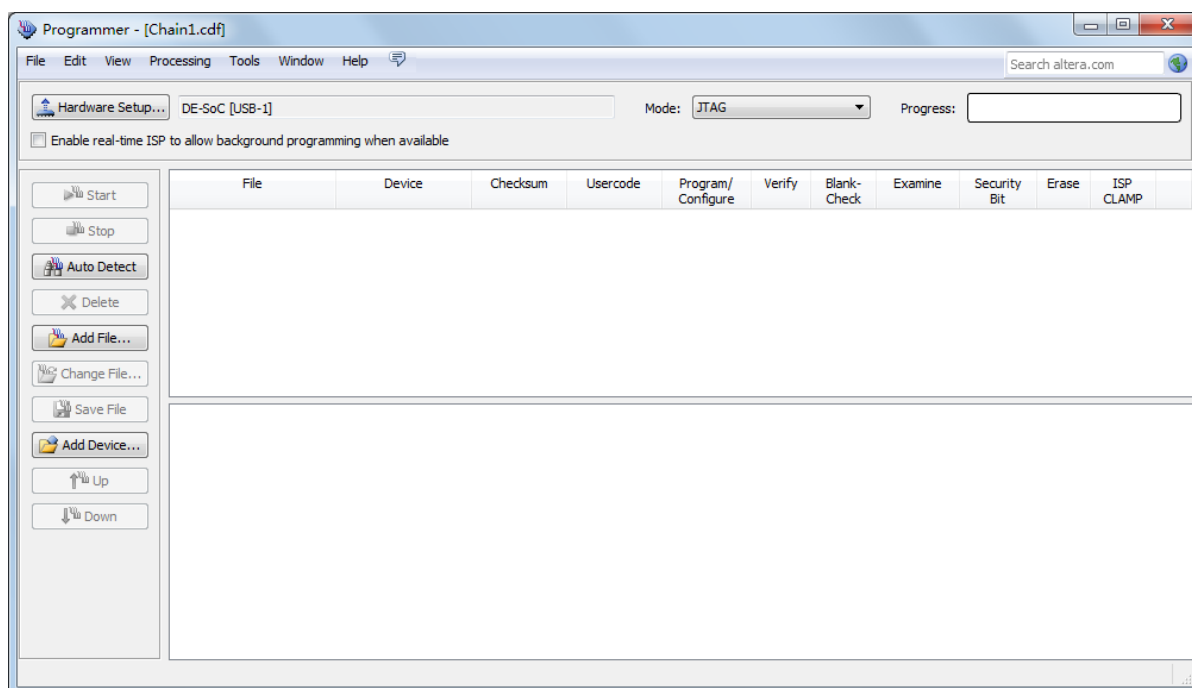 Programmer - [Chain1.cdf]
File Edit View Processing Tools Window Help
Search altera.com
Hardware Setup... DE-SoC [USB-1] Mode: JTAG Progress:
Enable real-time ISP to allow background programming when available
File Device Checksum Usercode Program/ Verify Blank- Examine Security Erase ISP
Configure Check Bit CLAMP
Start
Stop
Auto Detect
Delete
Add File...
Change File...
Save File
Add Device...
Up
Down